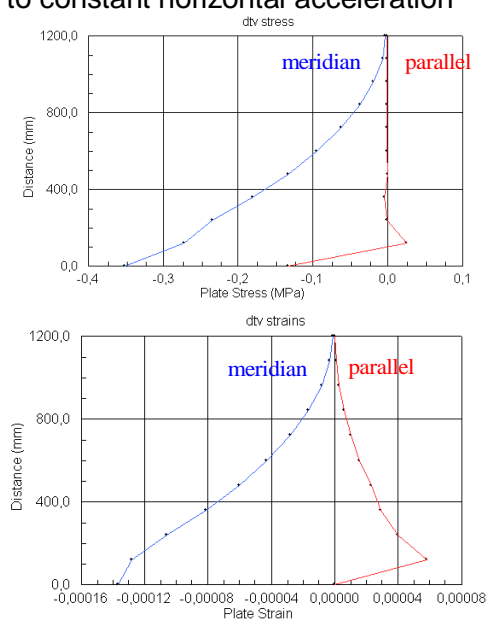 to constant horizontal acceleration
dtv stress
1200,0
meridian parallel
800,0
Distance (mm)
400,0
0,0
-0,4 -0,3 -0,2 -0,1 0,0 0,1
Plate Stress (MPa)
dtv strains
1200,0
meridian parallel
800,0
Distance (mm)
400,0
0,0
-0,00016 -0,00012 -0,00008 -0,00004 0,00000 0,00004 0,00008
Plate Strain